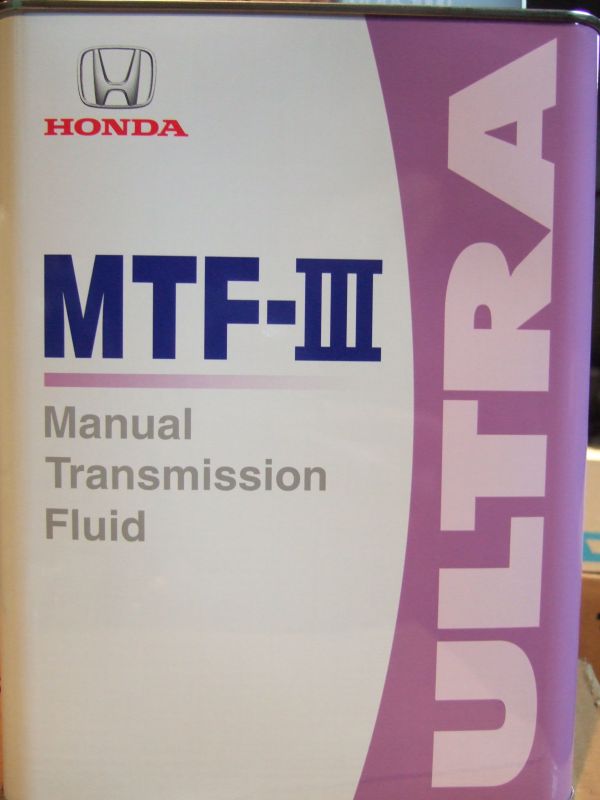 HONDA
MTF-III
Manual
Transmission
Fluid
ULTRA